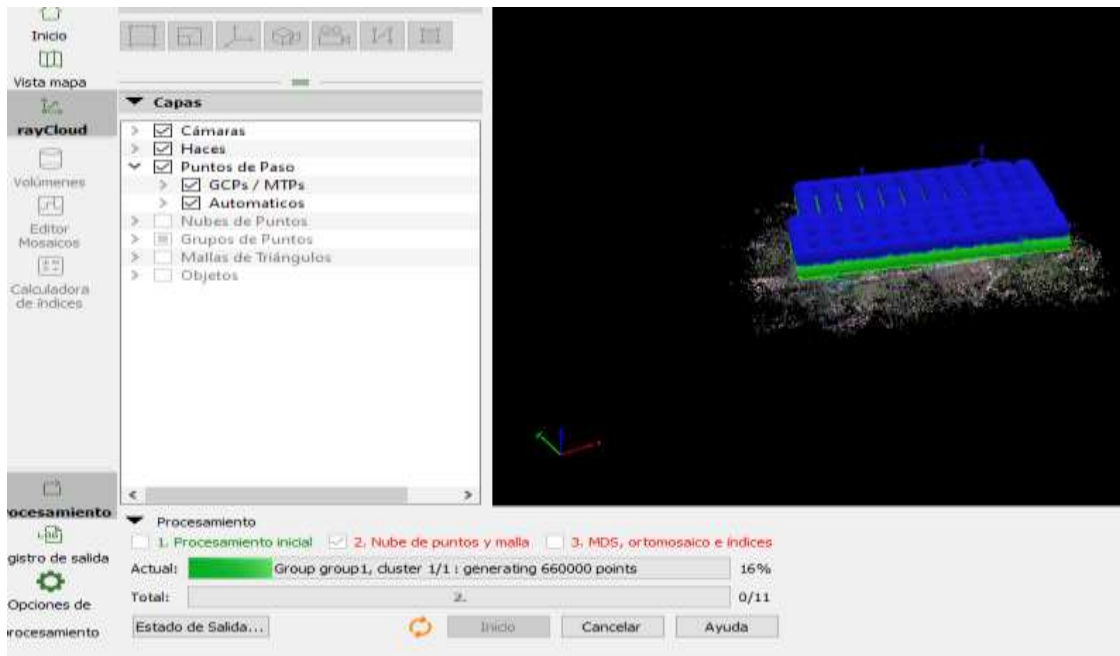 Inicio
Vista mapa
rayCloud
Volúmenes
Editor
Mosaicos
Calculadora
de índices
Capas
Cámaras
Haces
Puntos de Paso
GCPs / MTPs
Automaticos
Nubes de Puntos
Grupos de Puntos
Mallas de Triángulos
Objetos
ocesamiento
gistro de salida
Opciones de
rocesamiento
Procesamiento
1. Procesamiento inicial 2. Nube de puntos y malla 3. MDS, ortomosaico e índices
Actual: Group group1, cluster 1/1 : generating 660000 points 16%
Total: 2. 0/11
Estado de Salida... Inicio Cancelar Ayuda